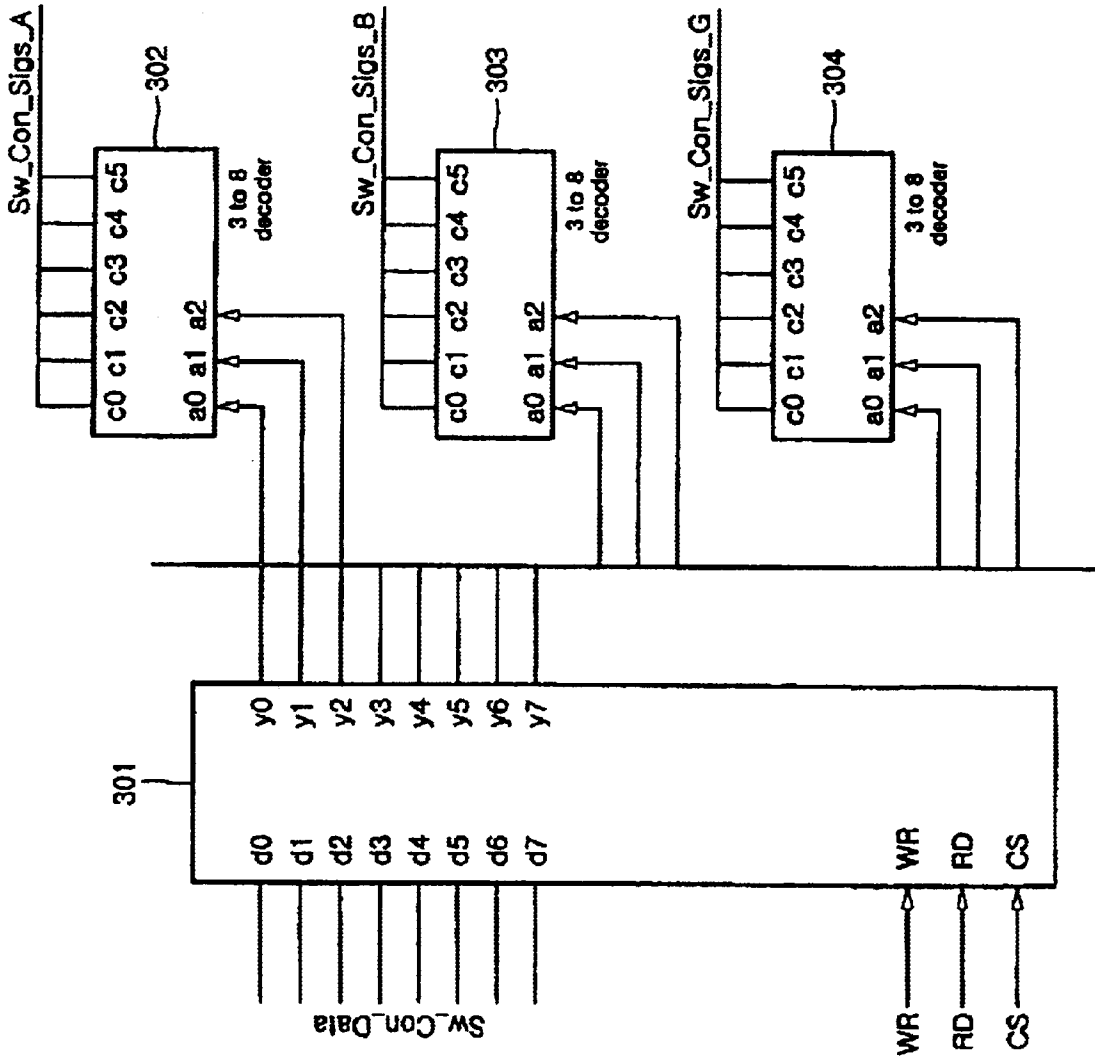 Sw_Con_Sigs_A
302
c0 c1 c2 c3 c4 c5
a0 a1 a2
3 to 8
decoder
Sw_Con_Sigs_B
303
c0 c1 c2 c3 c4 c5
a0 a1 a2
3 to 8
decoder
Sw_Con_Sigs_G
304
c0 c1 c2 c3 c4 c5
a0 a1 a2
3 to 8
decoder
301
Sw_Con_Data
d0 y0
d1 y1
d2 y2
d3 y3
d4 y4
d5 y5
d6 y6
d7 y7
WR WR
RD RD
CS CS